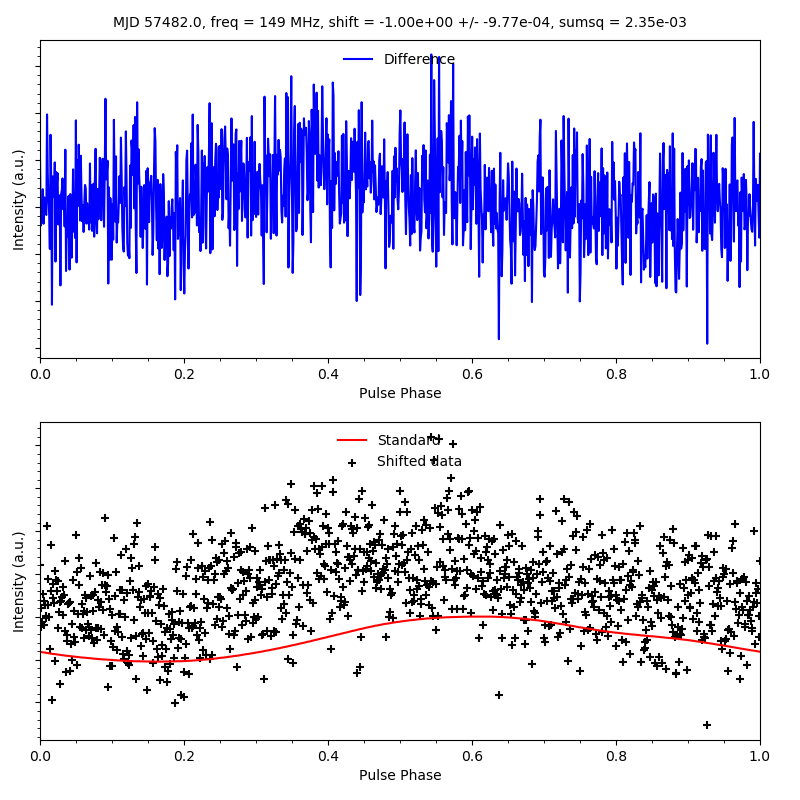 MJD 57482.0, freq = 149 MHz, shift = -1.00e+00 +/- -9.77e-04, sumsq = 2.35e-03
Difference
Intensity (a.u.)
0.0 0.2 0.4 0.6 0.8 1.0
Pulse Phase
Standard
Shifted data
Intensity (a.u.)
0.0 0.2 0.4 0.6 0.8 1.0
Pulse Phase